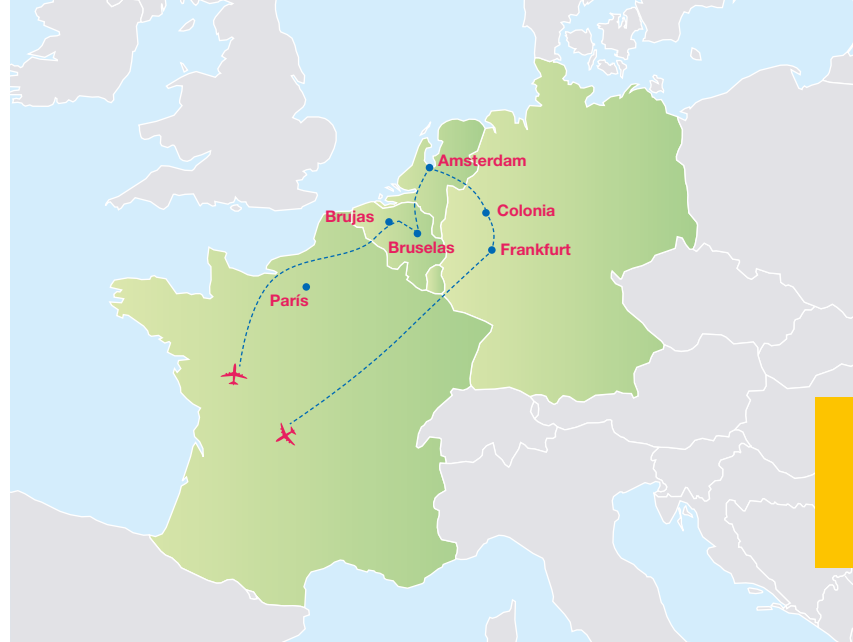 Amsterdam
Colonia
Brujas
Bruselas
Frankfurt
París